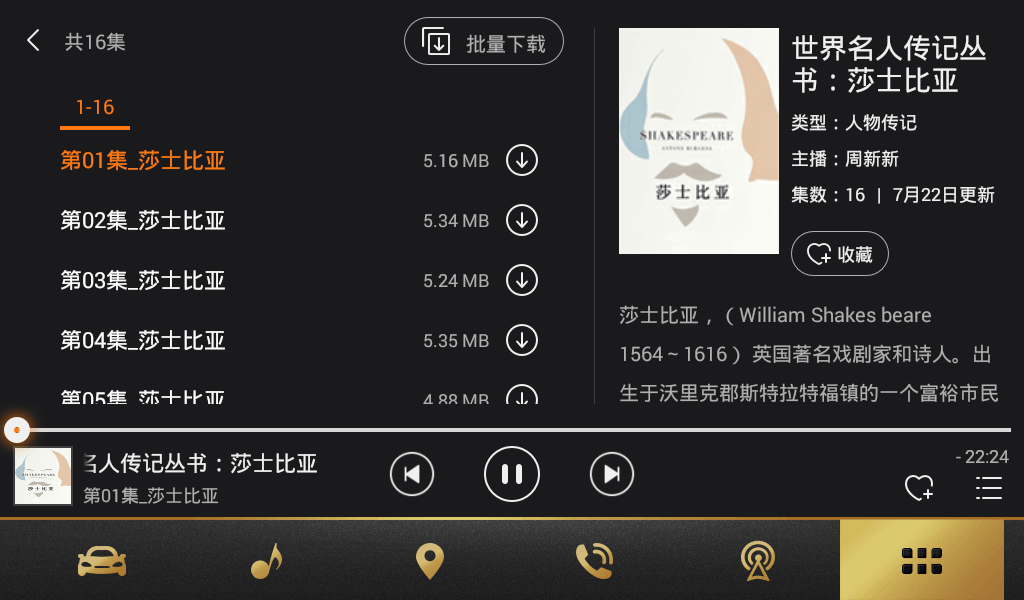 共16集
批量下载
1-16
第01集_莎士比亚
5.16 MB
第02集_莎士比亚
5.34 MB
第03集_莎士比亚
5.24 MB
第04集_莎士比亚
5.35 MB
第05集_莎士比亚
4.88 MB
SHAKESPEARE
ANTONY BURGESS
莎士比亚
世界名人传记丛
书：莎士比亚
类型：人物传记
主播：周新新
集数：16 | 7月22日更新
收藏
莎士比亚，（William Shakes beare
1564 ~ 1616 ）英国著名戏剧家和诗人。出
生于沃里克郡斯特拉特福镇的一个富裕市民
名人传记丛书：莎士比亚
第01集_莎士比亚
- 22:24